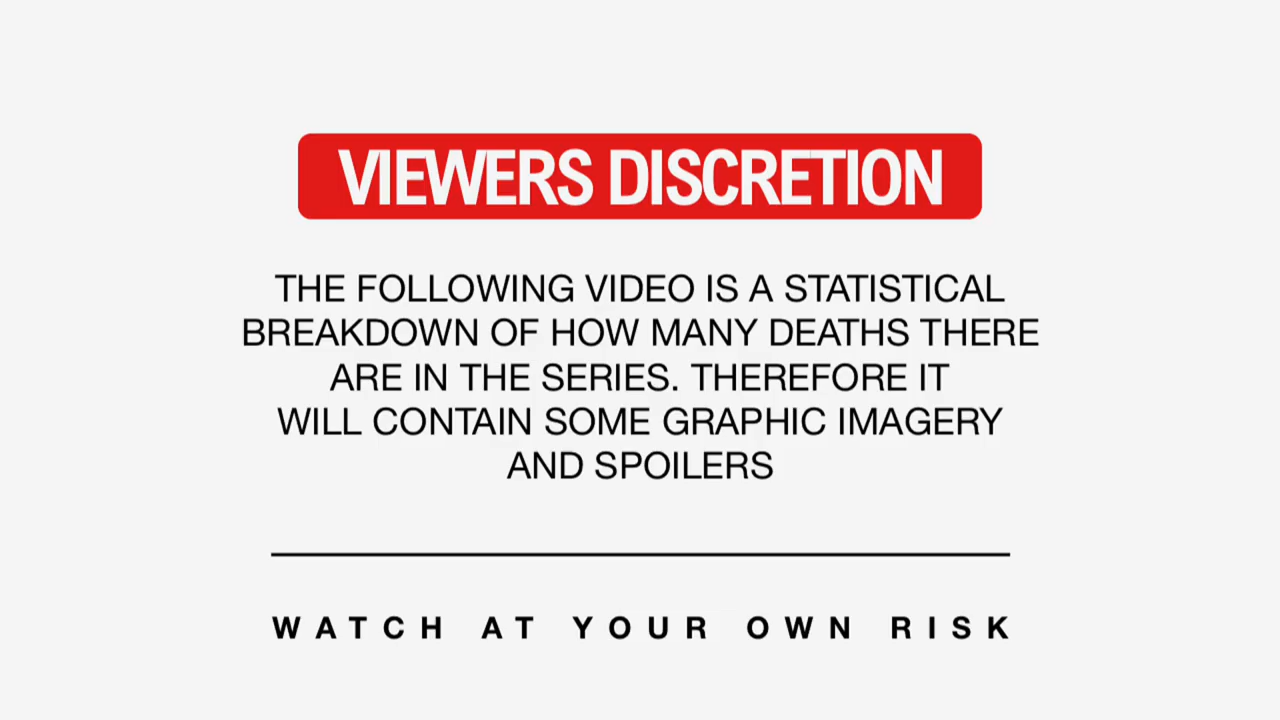 VIEWERS DISCRETION
THE FOLLOWING VIDEO IS A STATISTICAL
BREAKDOWN OF HOW MANY DEATHS THERE
ARE IN THE SERIES. THEREFORE IT
WILL CONTAIN SOME GRAPHIC IMAGERY
AND SPOILERS
WATCH AT YOUR OWN RISK